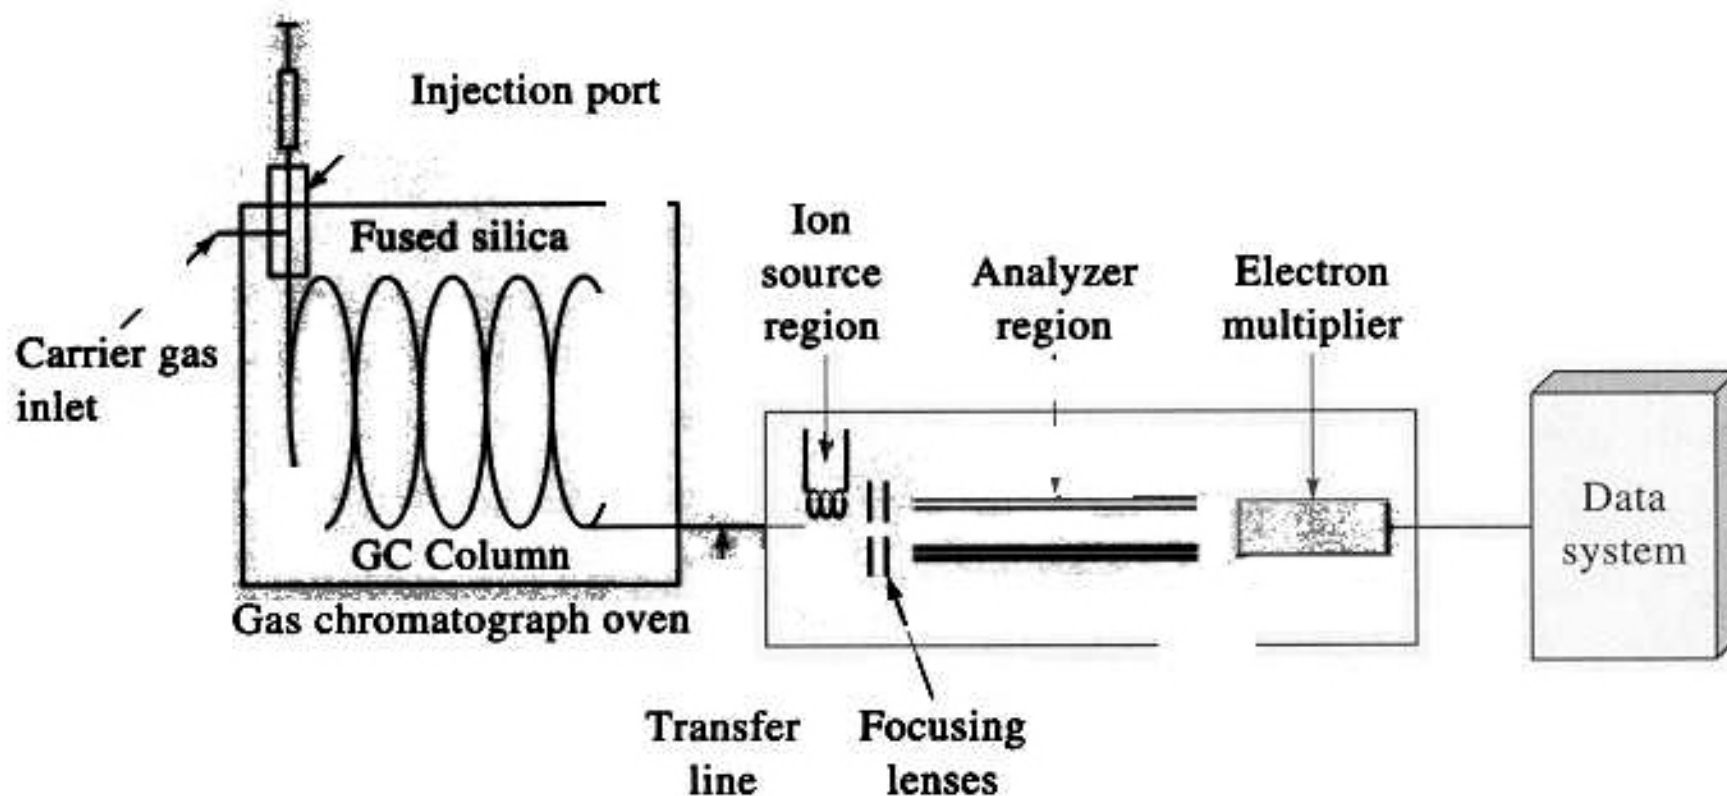 Injection port
Fused silica
Carrier gas
inlet
GC Column
Gas chromatograph oven
Ion
source
region
Analyzer
region
Electron
multiplier
Data
system
Transfer
line
Focusing
lenses